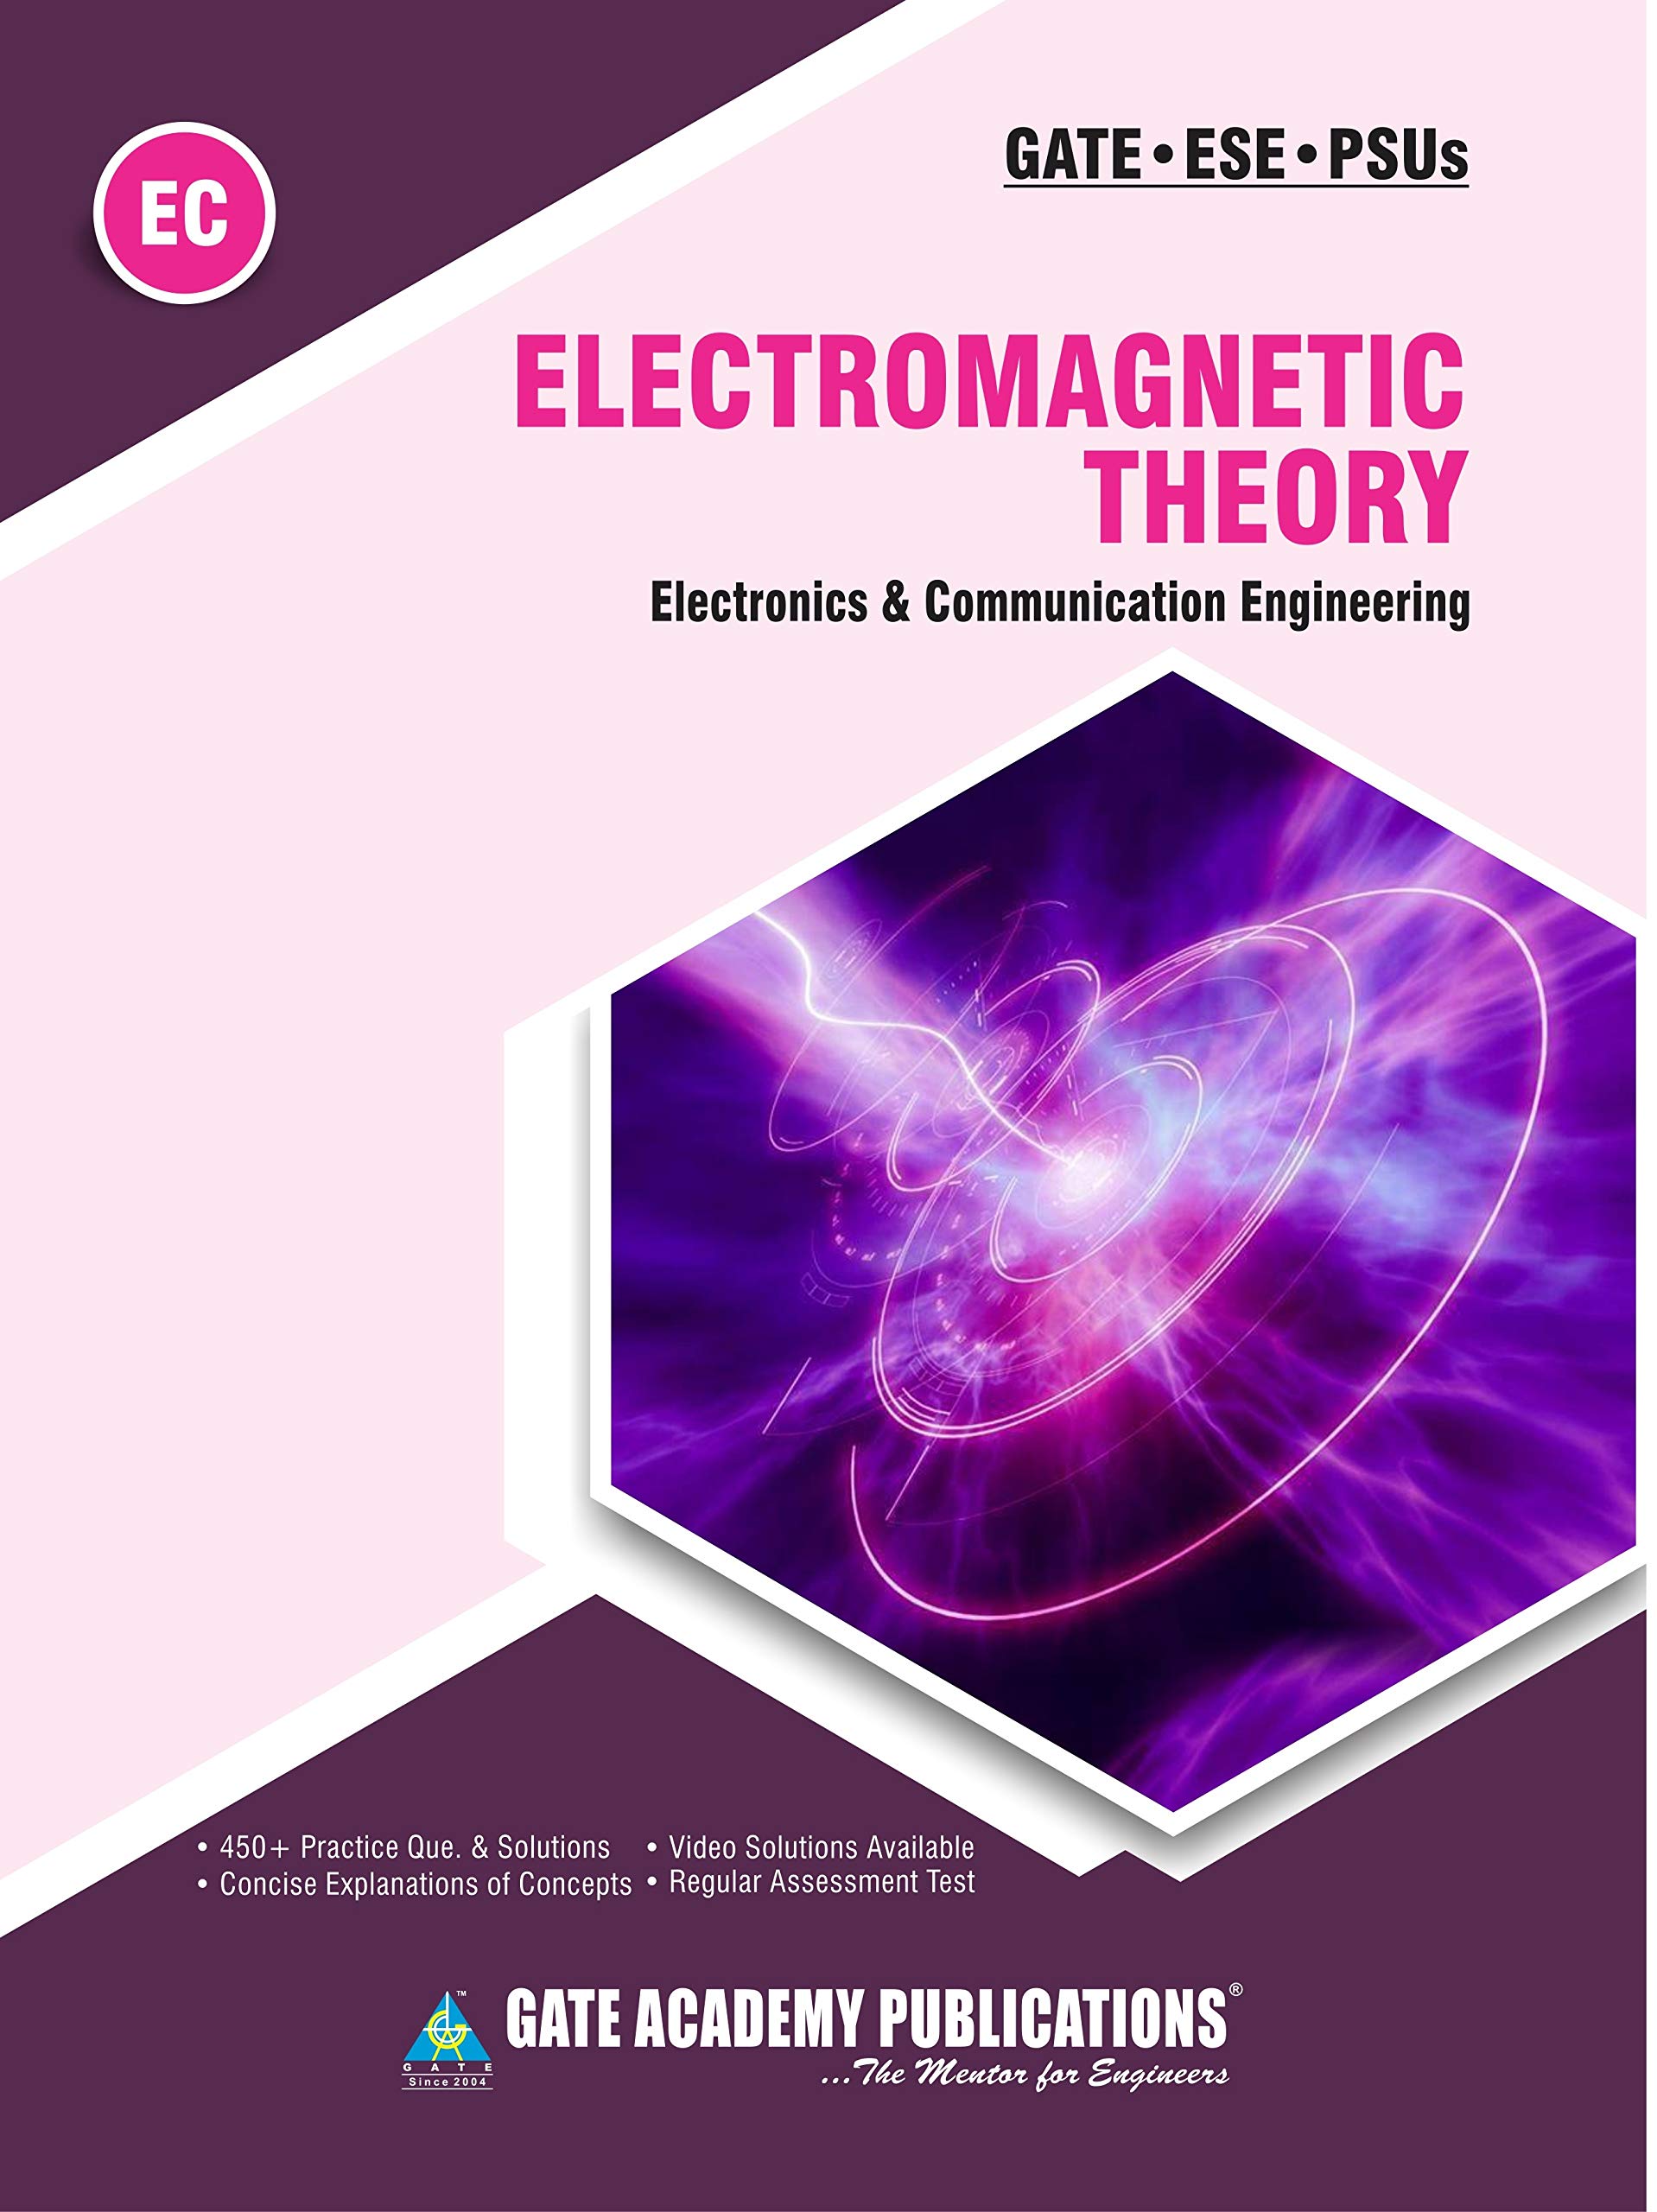 EC
GATE • ESE • PSUs
ELECTROMAGNETIC
THEORY
Electronics & Communication Engineering
• 450+ Practice Que. & Solutions
• Concise Explanations of Concepts
• Video Solutions Available
• Regular Assessment Test
TM
GATE
Since 2004
GATE ACADEMY PUBLICATIONS®
...The Mentor for Engineers